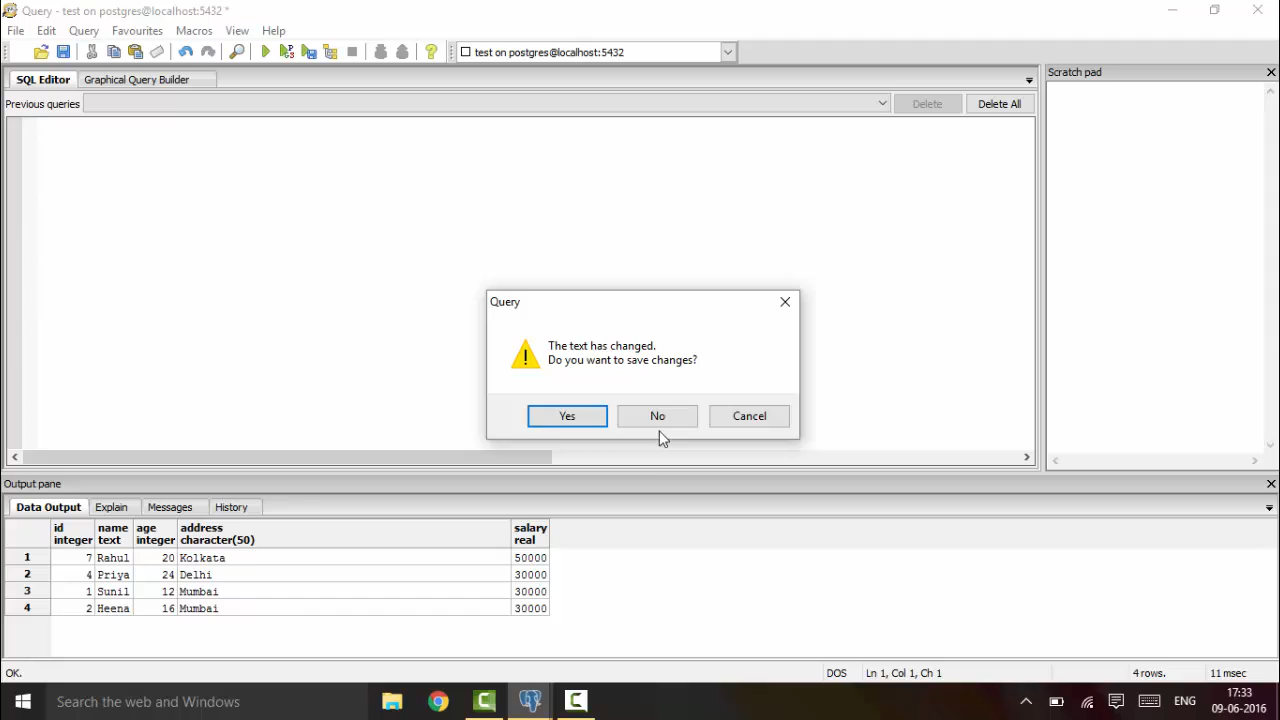 Query - test on postgres@localhost:5432 *
File Edit Query Favourites Macros View Help
test on postgres@localhost:5432
SQL Editor Graphical Query Builder
Scratch pad
Previous queries Delete Delete All
Query
The text has changed.
Do you want to save changes?
Yes No Cancel
Output pane
Data Output Explain Messages History
id name age address salary
integer text integer character(50) real
1 7 Rahul 20 Kolkata 50000
2 4 Priya 24 Delhi 30000
3 1 Sunil 12 Mumbai 30000
4 2 Heena 16 Mumbai 30000
OK. DOS Ln 1, Col 1, Ch 1 4 rows. 11 msec
Search the web and Windows
ENG
17:33
09-06-2016